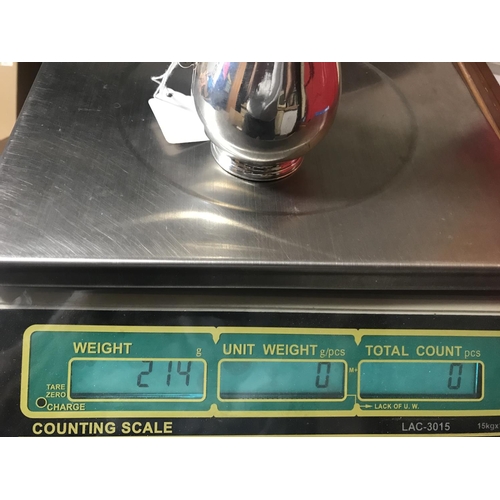 WEIGHT g UNIT WEIGHT g/pcs TOTAL COUNT pcs
214 0 M+ 0
TARE
ZERO
CHARGE LACK OF U. W.
COUNTING SCALE LAC-3015 15kgx